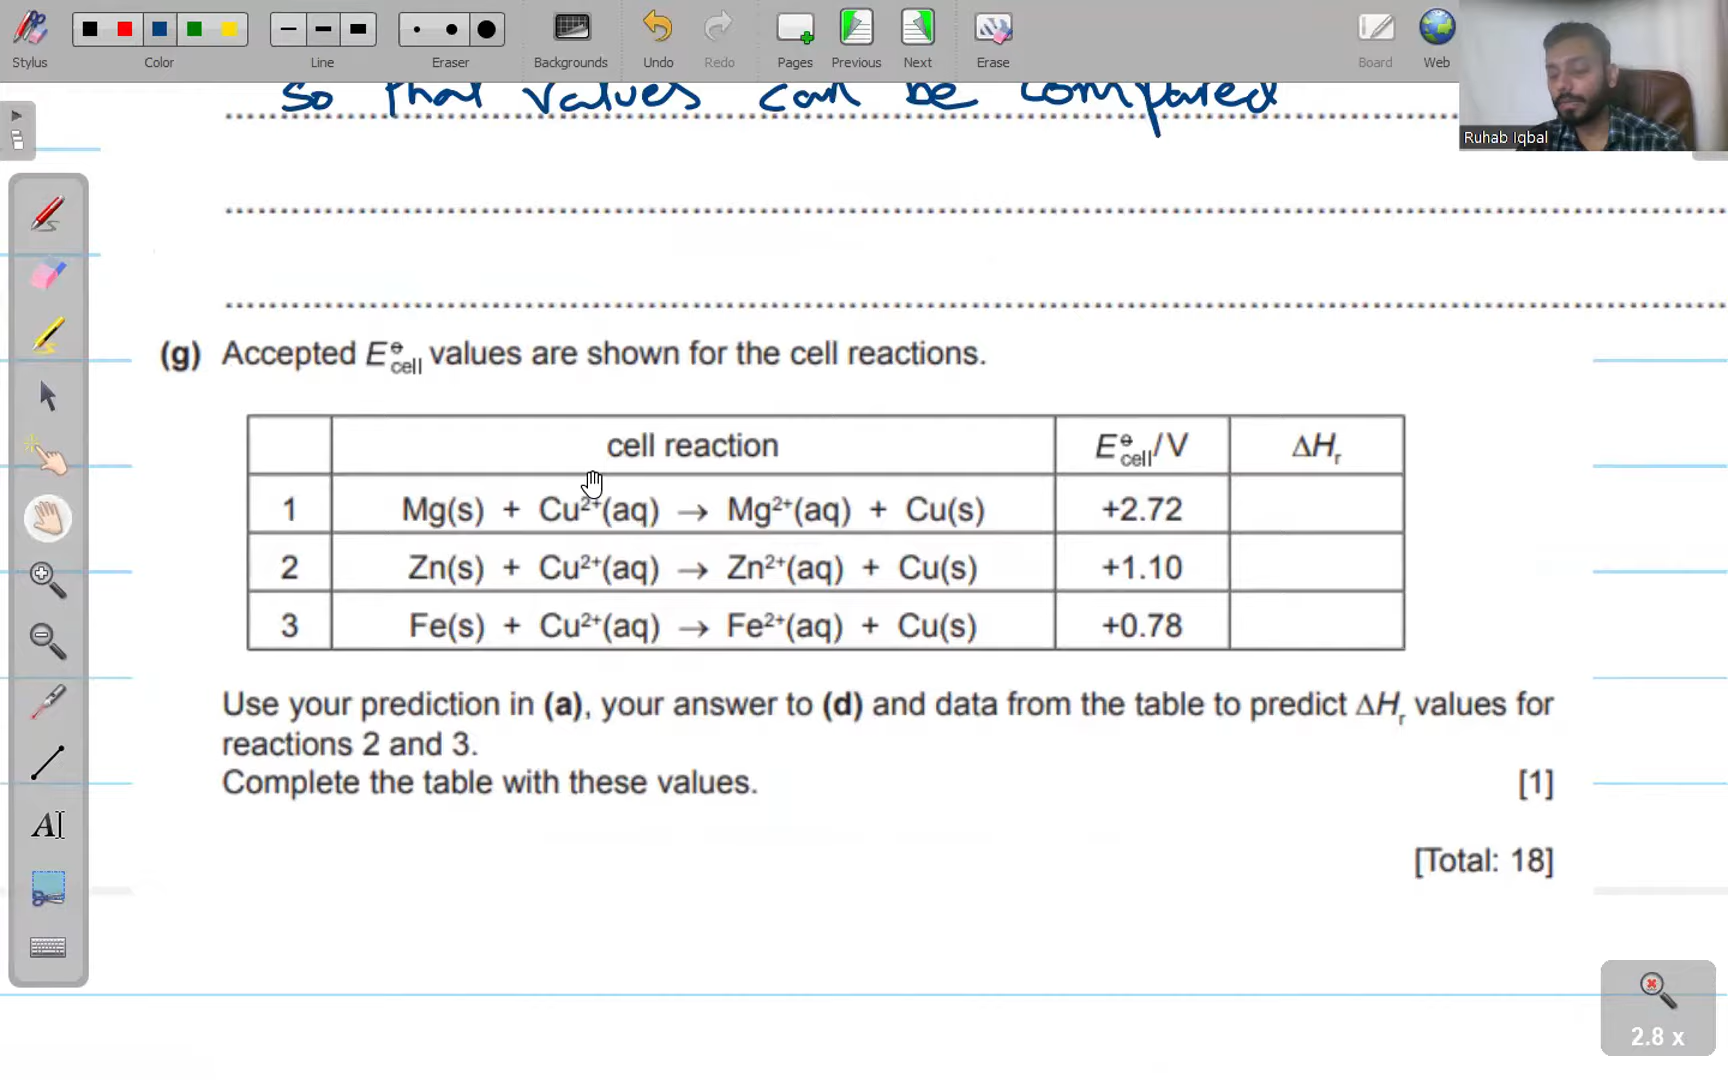 Stylus
Color
Line
Eraser
Backgrounds
Undo
Redo
Pages
Previous
Next
Erase
Board
Web
Ruhab Iqbal
so that values can be compared
(g) Accepted E⦵cell values are shown for the cell reactions.
cell reaction E⦵cell/V ΔHr
1 Mg(s) + Cu²⁺(aq) → Mg²⁺(aq) + Cu(s) +2.72
2 Zn(s) + Cu²⁺(aq) → Zn²⁺(aq) + Cu(s) +1.10
3 Fe(s) + Cu²⁺(aq) → Fe²⁺(aq) + Cu(s) +0.78
Use your prediction in (a), your answer to (d) and data from the table to predict ΔHr values for
reactions 2 and 3.
Complete the table with these values. [1]
[Total: 18]
2.8 x